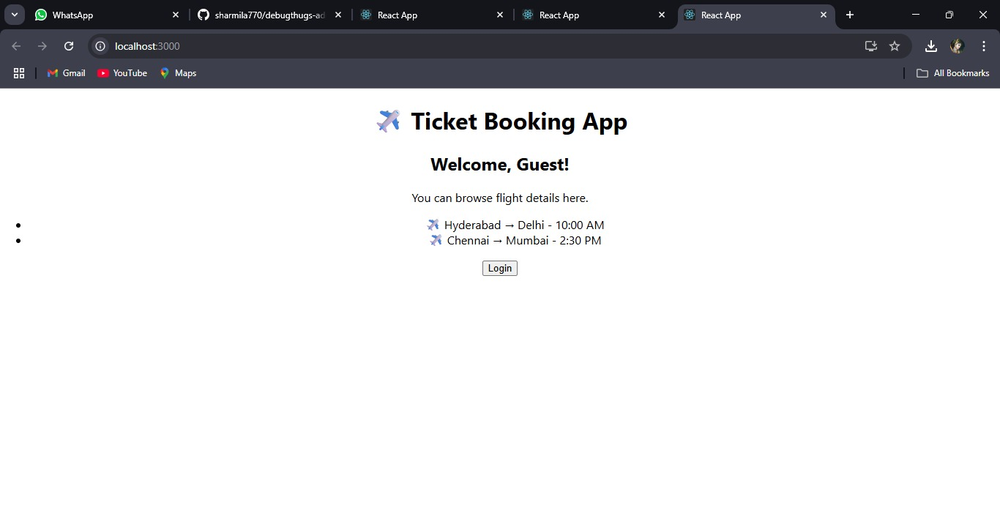 WhatsApp
sharmila770/debugthugs-ad
React App
React App
React App
localhost:3000
Gmail
YouTube
Maps
All Bookmarks
✈️ Ticket Booking App
Welcome, Guest!
You can browse flight details here.
• ✈️ Hyderabad → Delhi - 10:00 AM
• ✈️ Chennai → Mumbai - 2:30 PM
Login